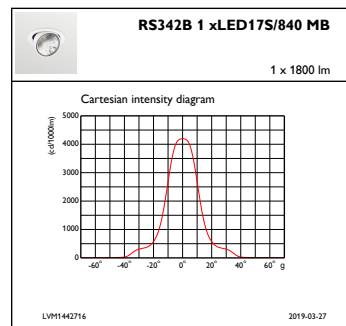 RS342B 1 xLED17S/840 MB
1 x 1800 lm
Cartesian intensity diagram
(cd/1000lm)
5000
4000
3000
2000
1000
0
-60° -40° -20° 0° 20° 40° 60° g
LVM1442716 2019-03-27